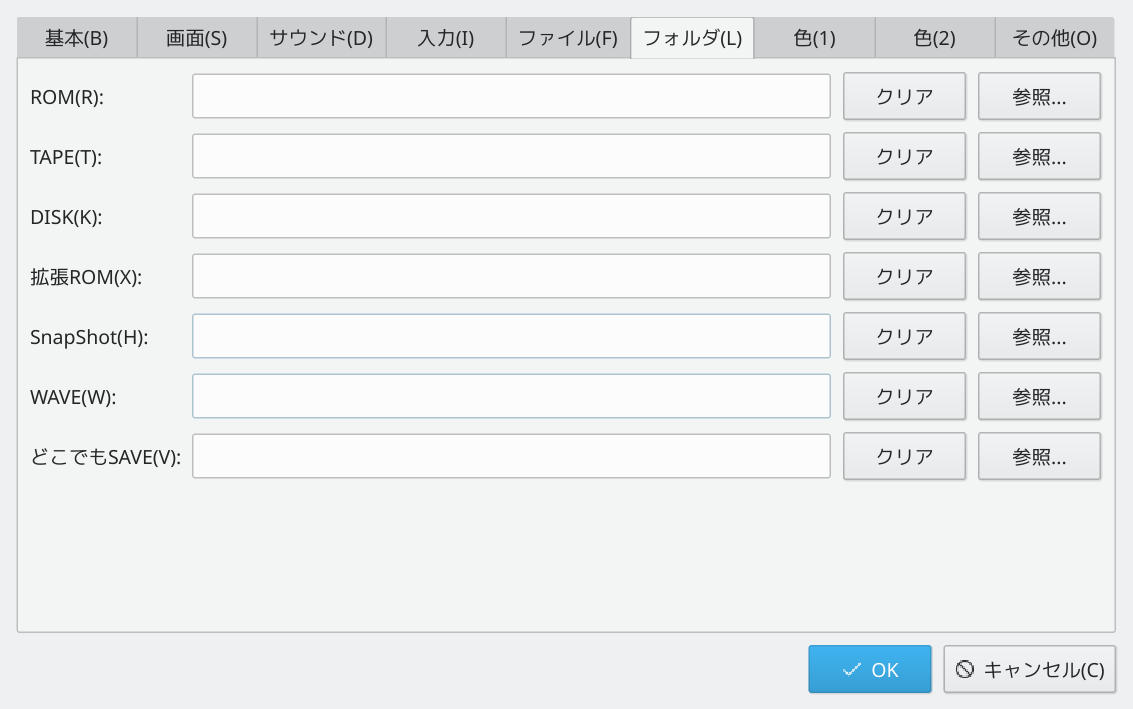 基本(B) 画面(S) サウンド(D) 入力(I) ファイル(F) フォルダ(L) 色(1) 色(2) その他(O)
ROM(R): クリア 参照...
TAPE(T): クリア 参照...
DISK(K): クリア 参照...
拡張ROM(X): クリア 参照...
SnapShot(H): クリア 参照...
WAVE(W): クリア 参照...
どこでもSAVE(V): クリア 参照...
OK キャンセル(C)